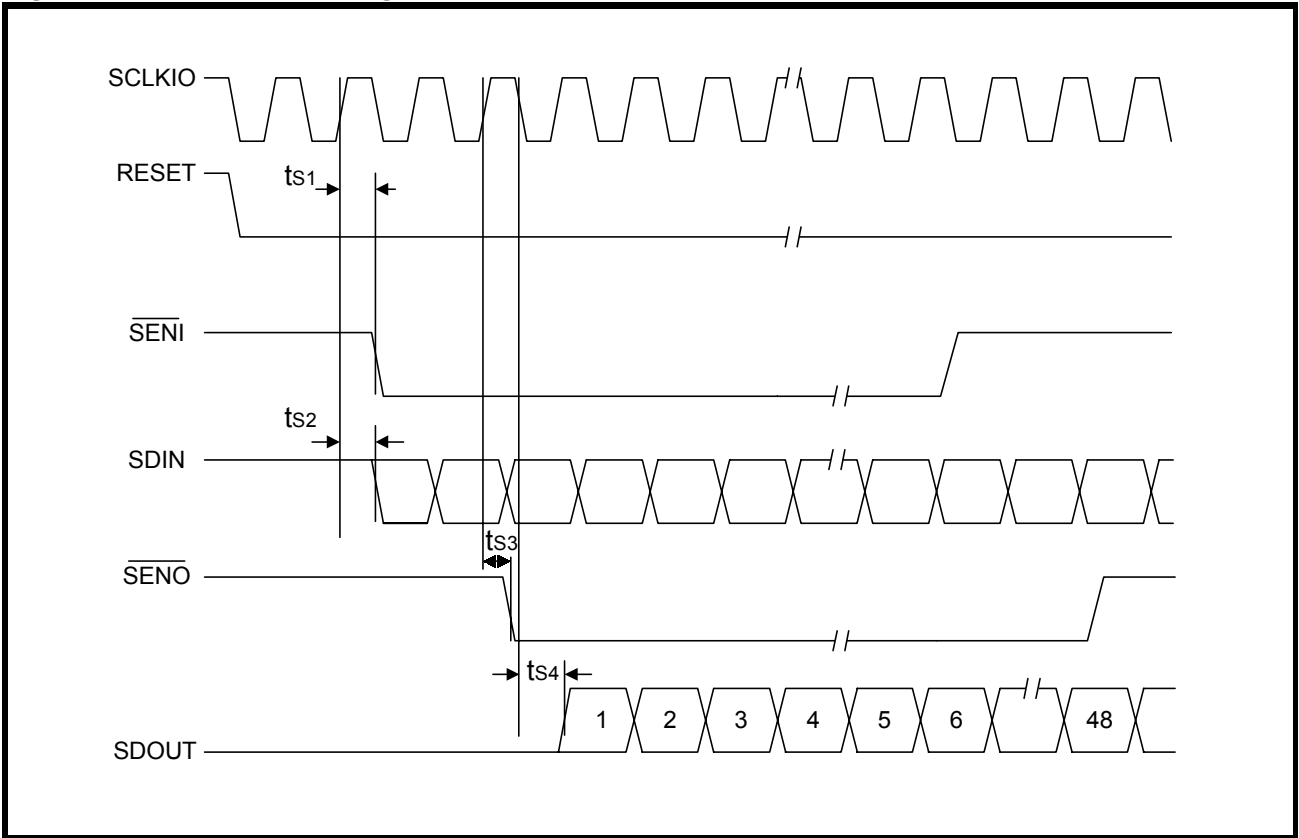 SCLKIO
RESET
tS1
SENI
tS2
SDIN
tS3
SENO
tS4
1 2 3 4 5 6 48
SDOUT